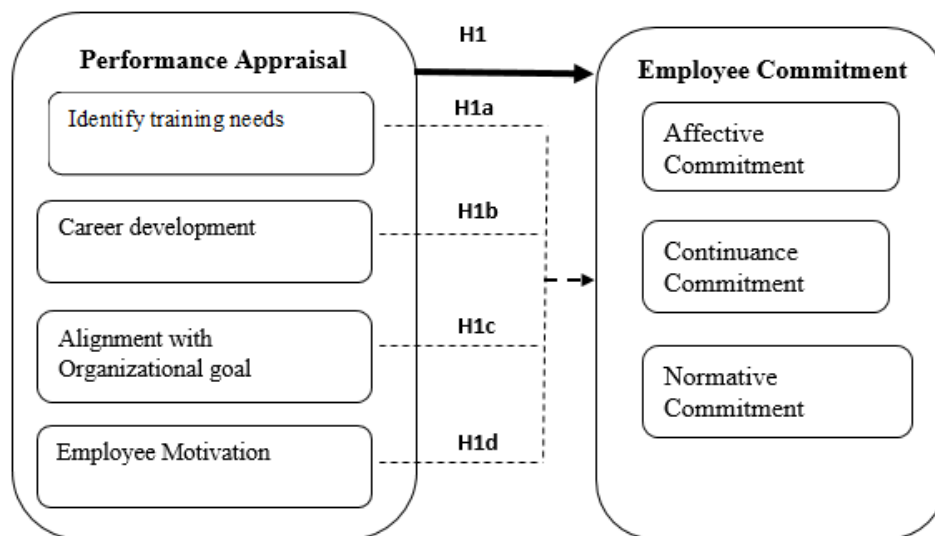 H1
Performance Appraisal
Identify training needs
H1a
Career development
H1b
Alignment with
Organizational goal
H1c
Employee Motivation
H1d
Employee Commitment
Affective
Commitment
Continuance
Commitment
Normative
Commitment